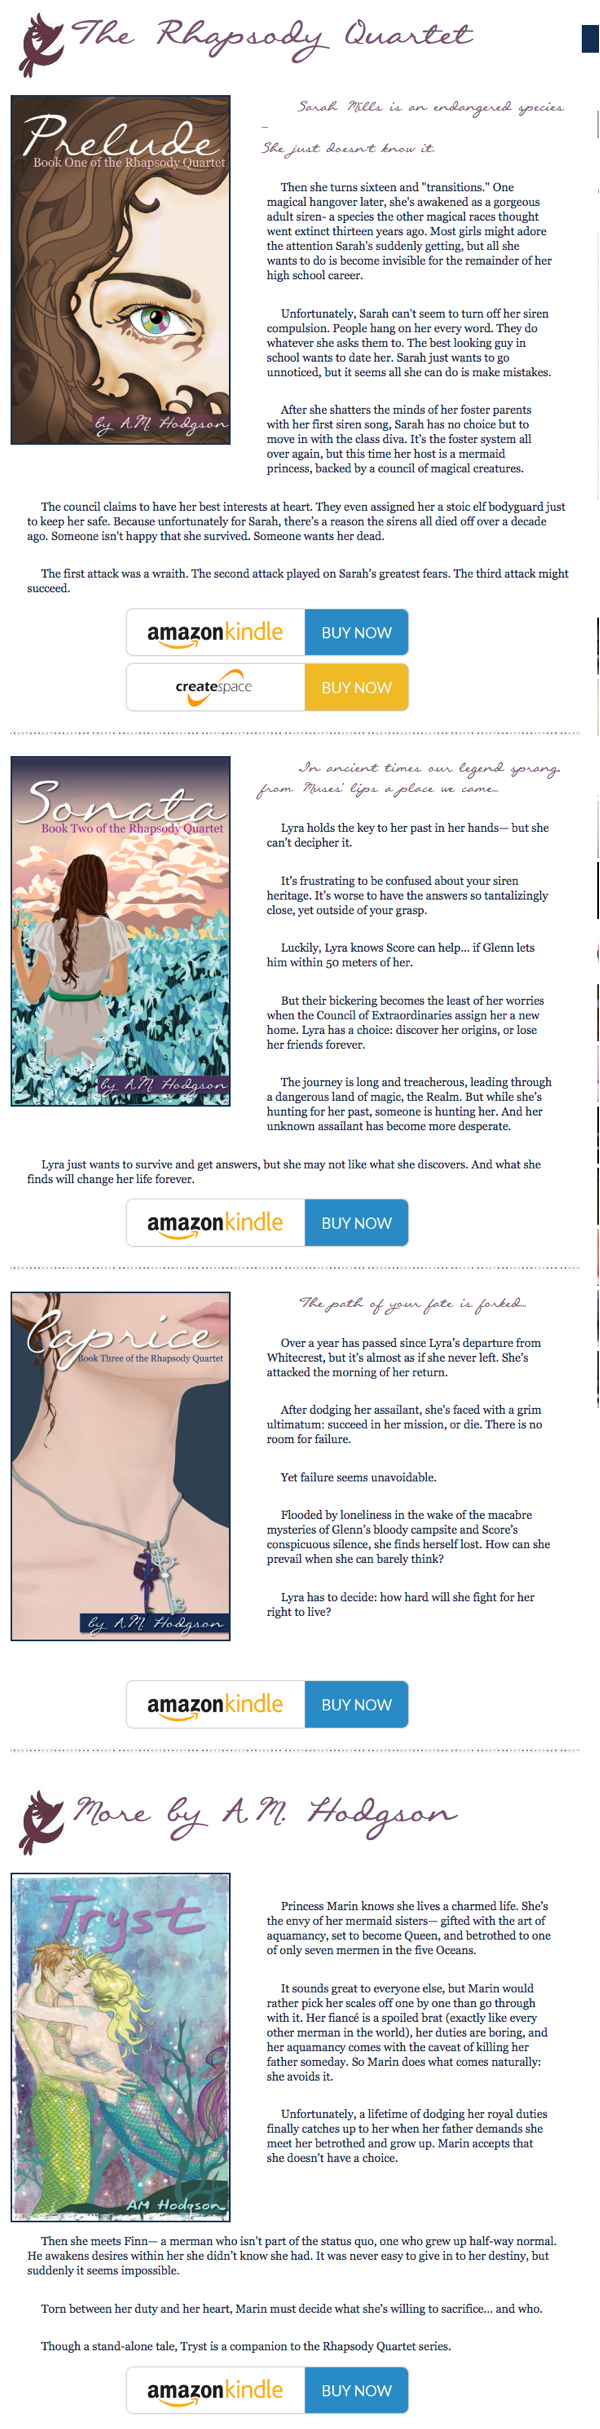 The Rhapsody Quartet
Prelude
Book One of the Rhapsody Quartet
by A.M. Hodgson
Sarah Mills is an endangered species
–
She just doesn't know it.
Then she turns sixteen and "transitions." One
magical hangover later, she's awakened as a gorgeous
adult siren- a species the other magical races thought
went extinct thirteen years ago. Most girls might adore
the attention Sarah's suddenly getting, but all she
wants to do is become invisible for the remainder of her
high school career.
Unfortunately, Sarah can't seem to turn off her siren
compulsion. People hang on her every word. They do
whatever she asks them to. The best looking guy in
school wants to date her. Sarah just wants to go
unnoticed, but it seems all she can do is make mistakes.
After she shatters the minds of her foster parents
with her first siren song, Sarah has no choice but to
move in with the class diva. It's the foster system all
over again, but this time her host is a mermaid
princess, backed by a council of magical creatures.
The council claims to have her best interests at heart. They even assigned her a stoic elf bodyguard just
to keep her safe. Because unfortunately for Sarah, there's a reason the sirens all died off over a decade
ago. Someone isn't happy that she survived. Someone wants her dead.
The first attack was a wraith. The second attack played on Sarah's greatest fears. The third attack might
succeed.
amazonkindle BUY NOW
createspace BUY NOW
Sonata
Book Two of the Rhapsody Quartet
by A.M. Hodgson
In ancient times our legend sprang,
from Muses' lips a place we came...
Lyra holds the key to her past in her hands— but she
can't decipher it.
It's frustrating to be confused about your siren
heritage. It's worse to have the answers so tantalizingly
close, yet outside of your grasp.
Luckily, Lyra knows Score can help... if Glenn lets
him within 50 meters of her.
But their bickering becomes the least of her worries
when the Council of Extraordinaries assign her a new
home. Lyra has a choice: discover her origins, or lose
her friends forever.
The journey is long and treacherous, leading through
a dangerous land of magic, the Realm. But while she's
hunting for her past, someone is hunting her. And her
unknown assailant has become more desperate.
Lyra just wants to survive and get answers, but she may not like what she discovers. And what she
finds will change her life forever.
amazonkindle BUY NOW
Caprice
Book Three of the Rhapsody Quartet
by A.M. Hodgson
The path of your fate is forked...
Over a year has passed since Lyra's departure from
Whitecrest, but it's almost as if she never left. She's
attacked the morning of her return.
After dodging her assailant, she's faced with a grim
ultimatum: succeed in her mission, or die. There is no
room for failure.
Yet failure seems unavoidable.
Flooded by loneliness in the wake of the macabre
mysteries of Glenn's bloody campsite and Score's
conspicuous silence, she finds herself lost. How can she
prevail when she can barely think?
Lyra has to decide: how hard will she fight for her
right to live?
amazonkindle BUY NOW
More by A.M. Hodgson
Tryst
AM Hodgson
Princess Marin knows she lives a charmed life. She's
the envy of her mermaid sisters— gifted with the art of
aquamancy, set to become Queen, and betrothed to one
of only seven mermen in the five Oceans.
It sounds great to everyone else, but Marin would
rather pick her scales off one by one than go through
with it. Her fiancé is a spoiled brat (exactly like every
other merman in the world), her duties are boring, and
her aquamancy comes with the caveat of killing her
father someday. So Marin does what comes naturally:
she avoids it.
Unfortunately, a lifetime of dodging her royal duties
finally catches up to her when her father demands she
meet her betrothed and grow up. Marin accepts that
she doesn't have a choice.
Then she meets Finn— a merman who isn't part of the status quo, one who grew up half-way normal.
He awakens desires within her she didn't know she had. It was never easy to give in to her destiny, but
suddenly it seems impossible.
Torn between her duty and her heart, Marin must decide what she's willing to sacrifice... and who.
Though a stand-alone tale, Tryst is a companion to the Rhapsody Quartet series.
amazonkindle BUY NOW